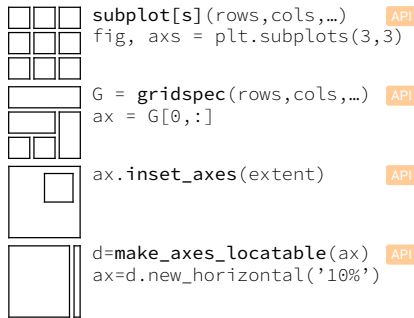 subplot[s](rows,cols,…) API
fig, axs = plt.subplots(3,3)
G = gridspec(rows,cols,…) API
ax = G[0,:]
ax.inset_axes(extent) API
d=make_axes_locatable(ax) API
ax=d.new_horizontal('10%')